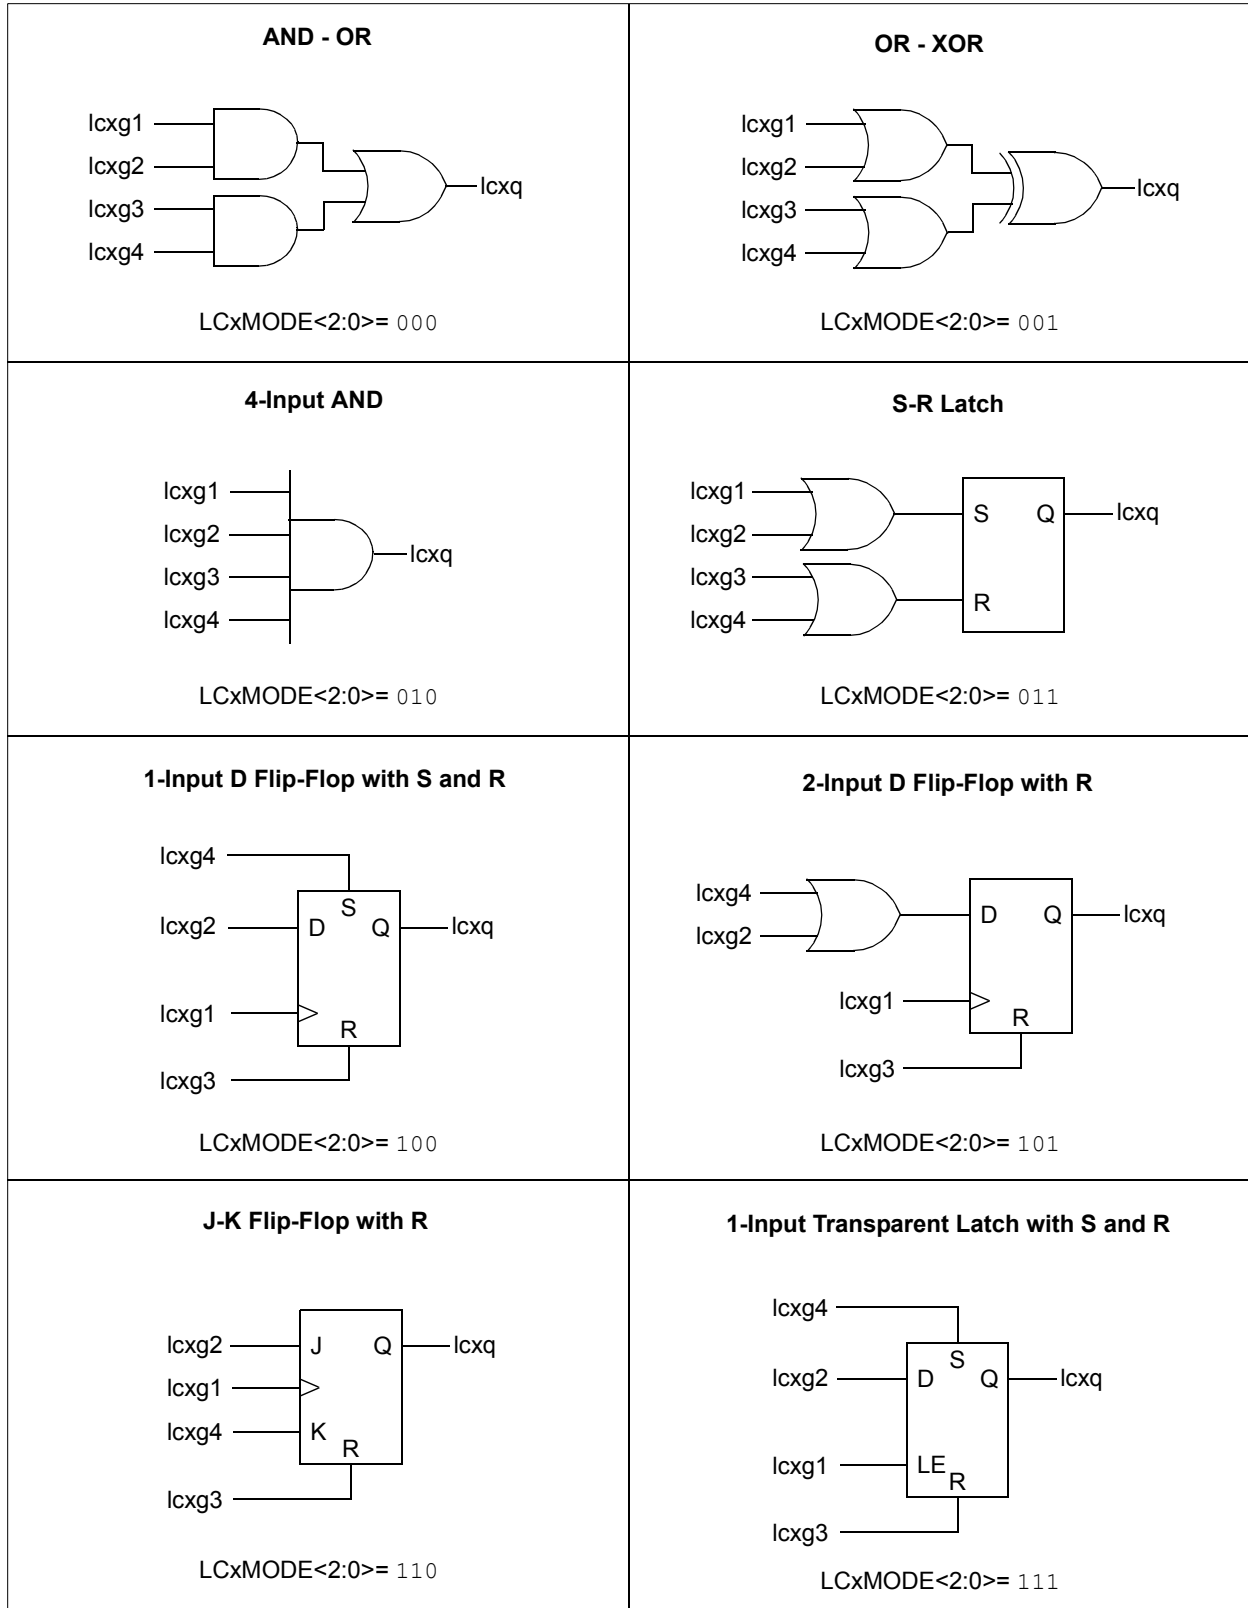 AND - OR
lcxg1
lcxg2
lcxg3
lcxg4
lcxq
LCxMODE<2:0>= 000
OR - XOR
lcxg1
lcxg2
lcxg3
lcxg4
lcxq
LCxMODE<2:0>= 001
4-Input AND
lcxg1
lcxg2
lcxg3
lcxg4
lcxq
LCxMODE<2:0>= 010
S-R Latch
lcxg1
lcxg2
lcxg3
lcxg4
S Q
R
lcxq
LCxMODE<2:0>= 011
1-Input D Flip-Flop with S and R
lcxg4
S
lcxg2 D Q lcxq
lcxg1
R
lcxg3
LCxMODE<2:0>= 100
2-Input D Flip-Flop with R
lcxg4
D Q lcxq
lcxg2
lcxg1
R
lcxg3
LCxMODE<2:0>= 101
J-K Flip-Flop with R
lcxg2 J Q lcxq
lcxg1
lcxg4 K
R
lcxg3
LCxMODE<2:0>= 110
1-Input Transparent Latch with S and R
lcxg4
S
lcxg2 D Q lcxq
lcxg1 LE
R
lcxg3
LCxMODE<2:0>= 111